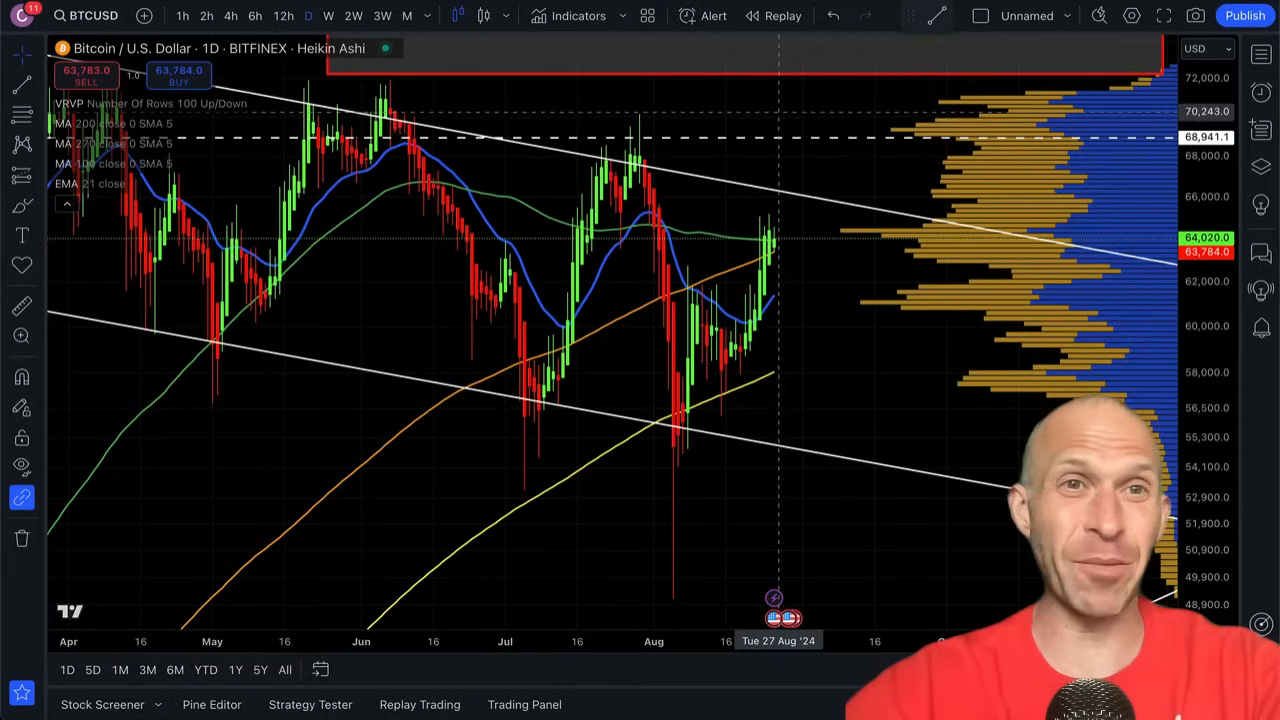 C 11 BTCUSD 1h 2h 4h 6h 12h D W 2W 3W M Indicators Alert Replay Unnamed Publish
Bitcoin / U.S. Dollar · 1D · BITFINEX · Heikin Ashi
USD
63,783.0 SELL 1.0 63,784.0 BUY
VRVP Number Of Rows 100 Up/Down
MA 200 close 0 SMA 5
MA 270 close 0 SMA 5
MA 100 close 0 SMA 5
EMA 21 close
72,000.0
70,243.0
68,941.1
68,000.0
66,000.0
64,020.0
63,784.0
62,000.0
60,000.0
58,000.0
56,500.0
55,300.0
54,100.0
52,900.0
51,900.0
50,900.0
49,900.0
48,900.0
Apr 16 May 16 Jun 16 Jul 16 Aug 16 Tue 27 Aug '24 16
1D 5D 1M 3M 6M YTD 1Y 5Y All
Stock Screener Pine Editor Strategy Tester Replay Trading Trading Panel